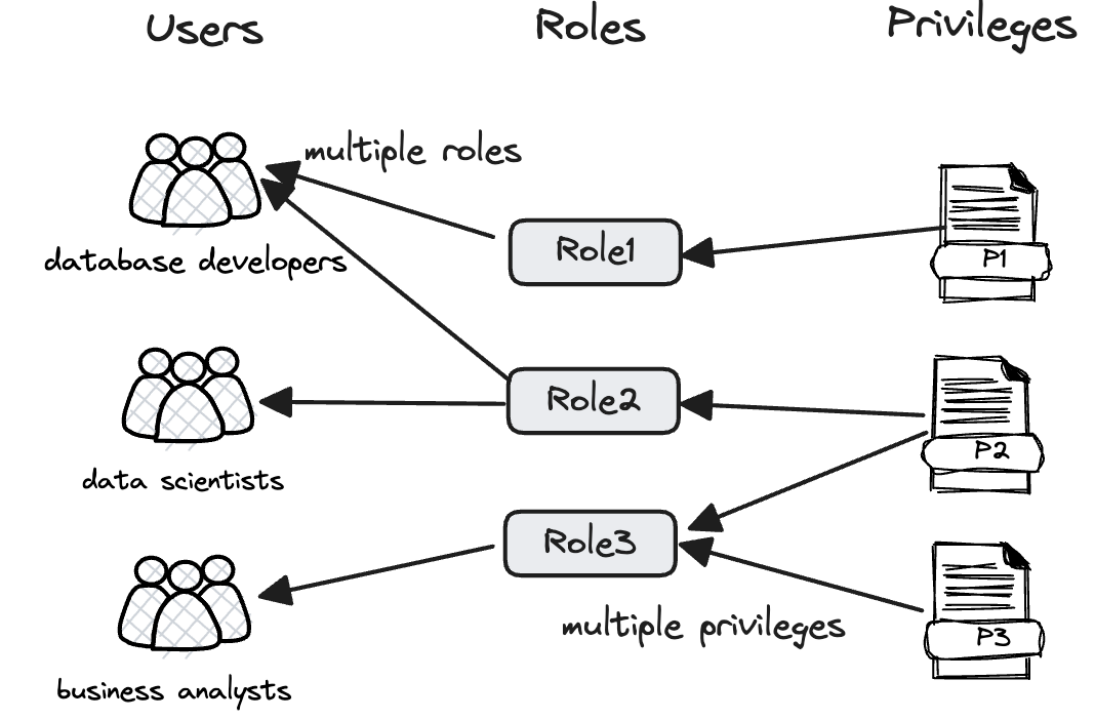 Users
Roles
Privileges
multiple roles
database developers
Role1
P1
data scientists
Role2
P2
business analysts
Role3
multiple privileges
P3